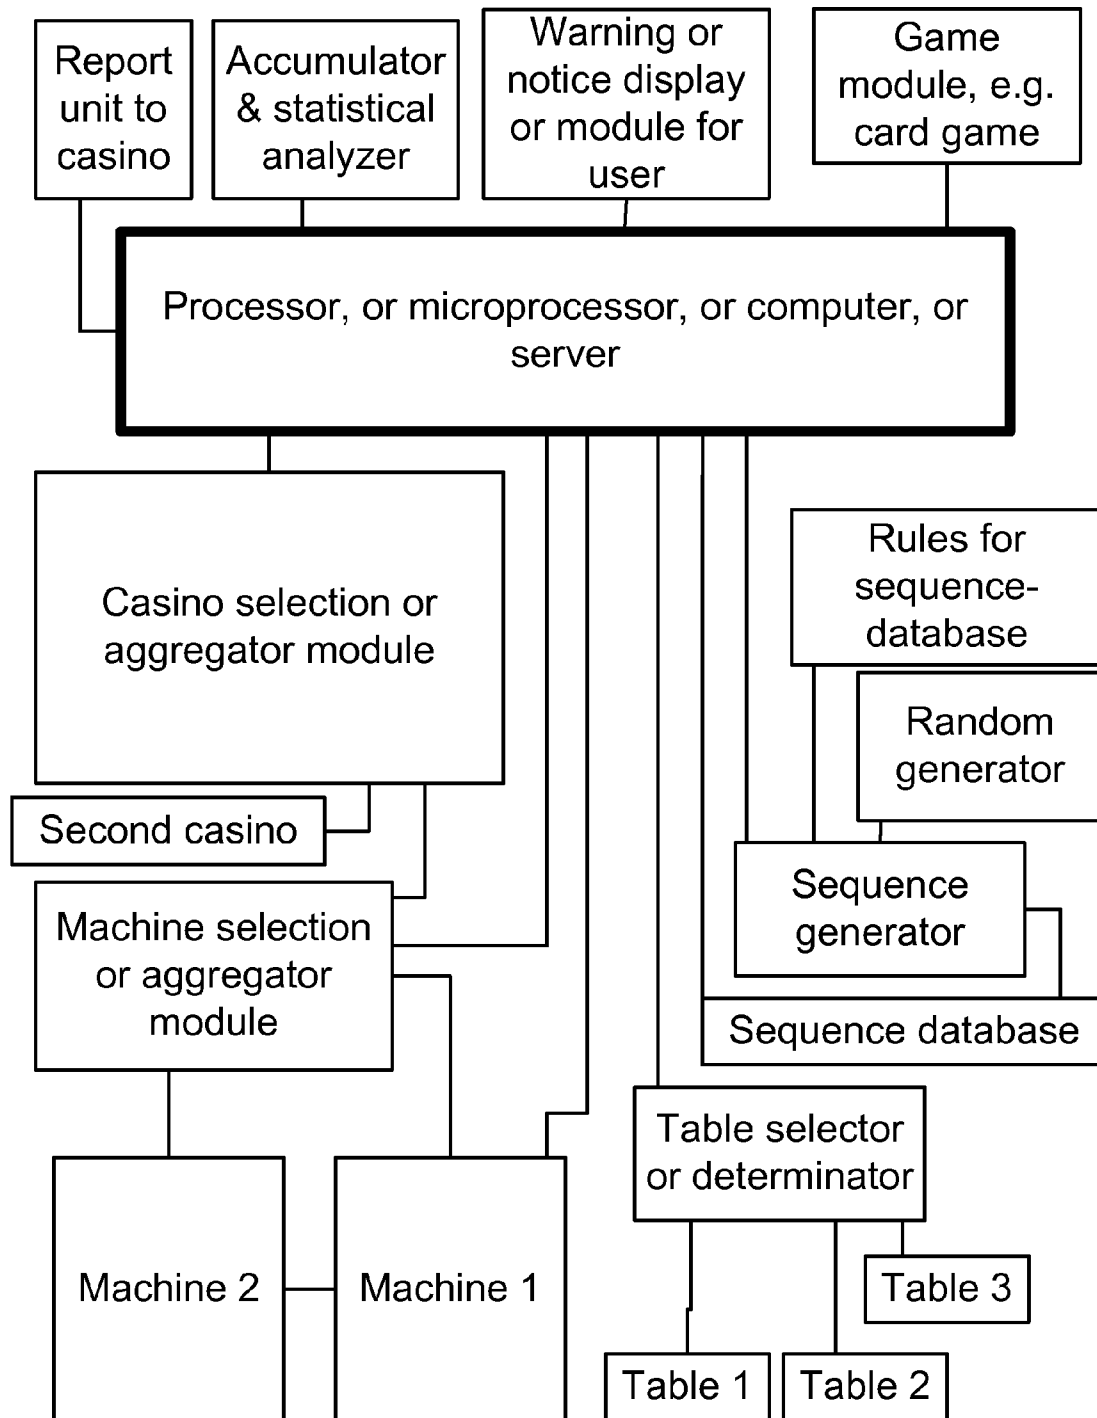 Report
unit to
casino
Accumulator
& statistical
analyzer
Warning or
notice display
or module for
user
Game
module, e.g.
card game
Processor, or microprocessor, or computer, or
server
Casino selection or
aggregator module
Rules for
sequence-
database
Random
generator
Second casino
Sequence
generator
Machine selection
or aggregator
module
Sequence database
Table selector
or determinator
Machine 2
Machine 1
Table 3
Table 1
Table 2